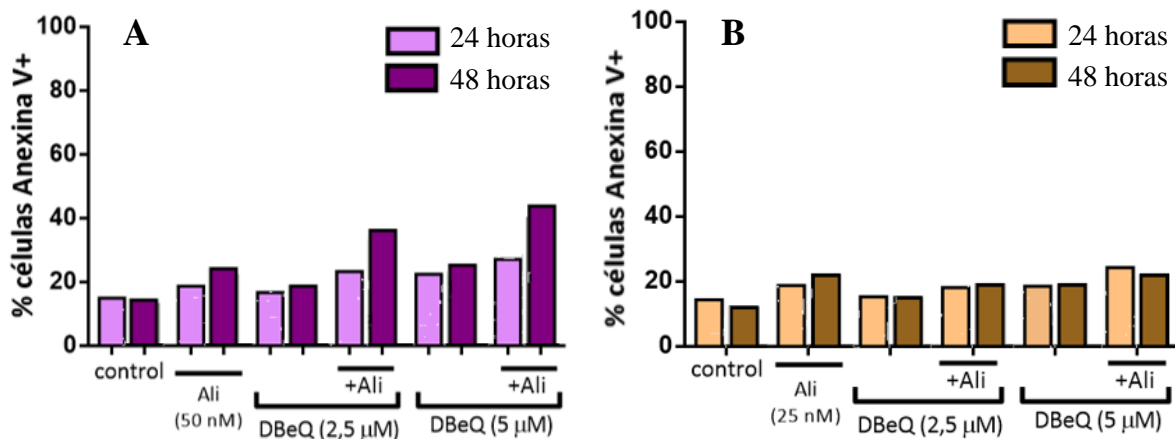 A
24 horas
48 horas
% células Anexina V+
100
80
60
40
20
0
control
Ali
(50 nM)
+Ali
+Ali
DBeQ (2,5 µM)
DBeQ (5 µM)
B
24 horas
48 horas
% células Anexina V+
100
80
60
40
20
0
control
Ali
(25 nM)
+Ali
+Ali
DBeQ (2,5 µM)
DBeQ (5 µM)